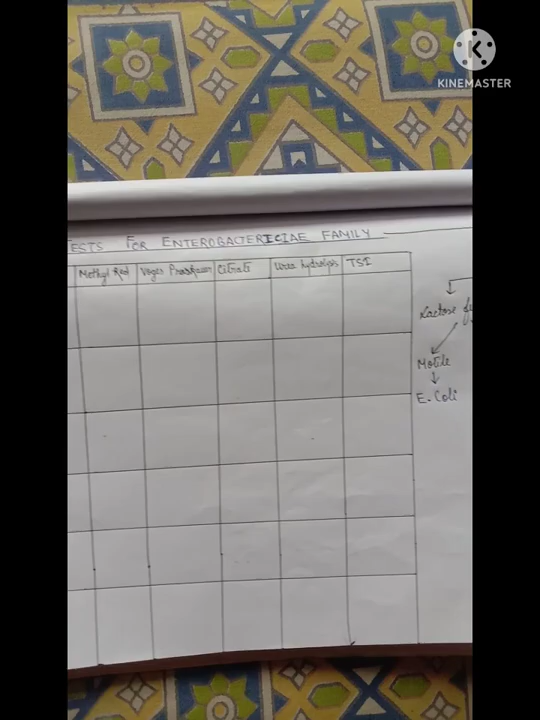 KINEMASTER
TESTS FOR ENTEROBACTERICIAE FAMILY
Methyl Red Voges Proskauer Citrate Urea hydrolysis TSI
Lactose
Motile
E. Coli